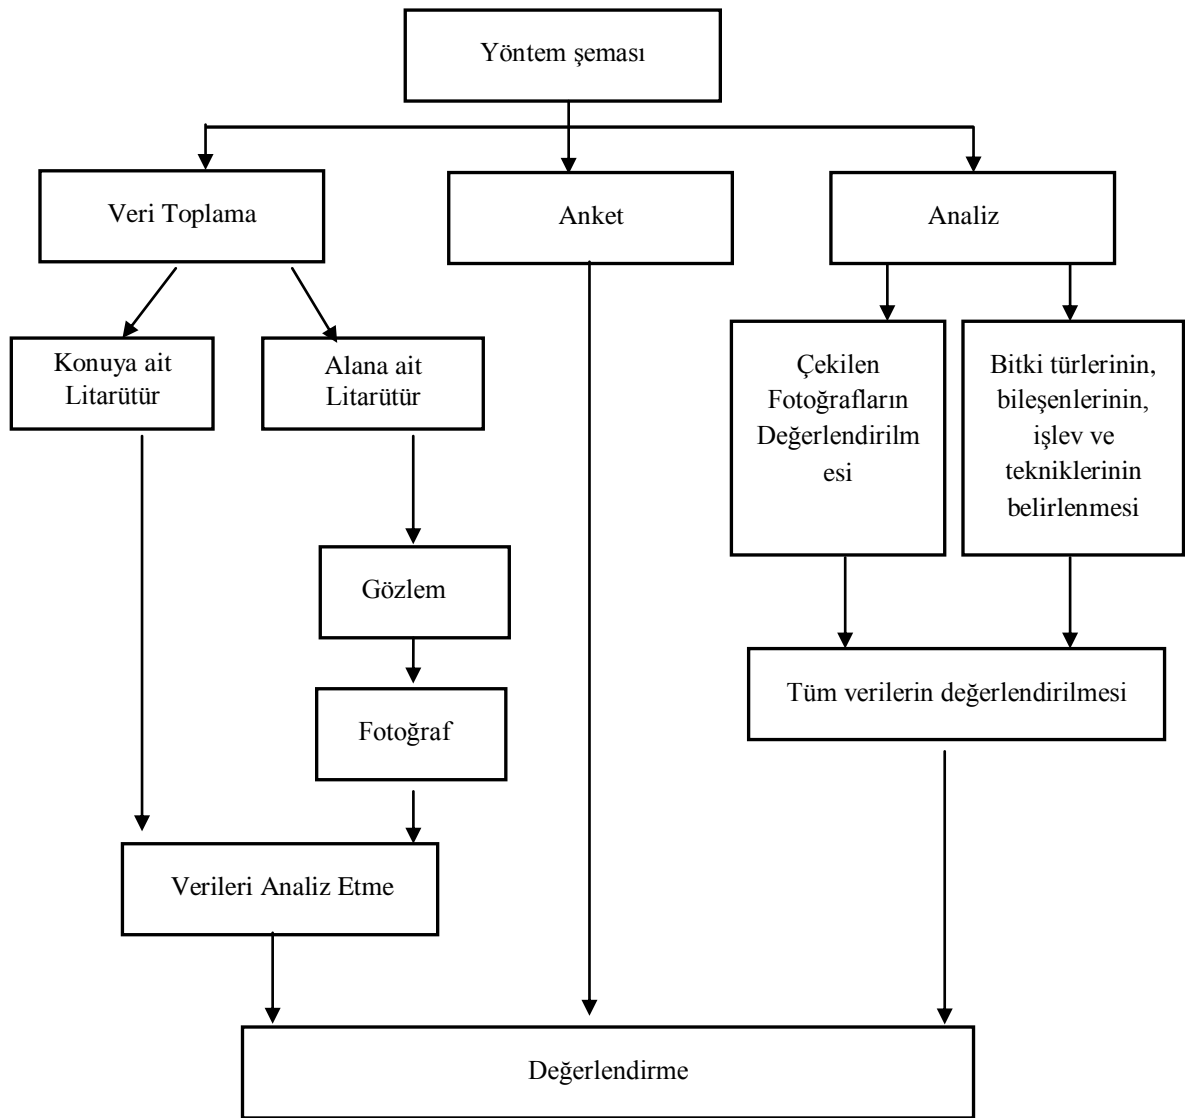 Yöntem şeması
Veri Toplama
Anket
Analiz
Konuya ait
Litarütür
Alana ait
Litarütür
Çekilen
Fotoğrafların
Değerlendirilm
esi
Bitki türlerinin,
bileşenlerinin,
işlev ve
tekniklerinin
belirlenmesi
Gözlem
Fotoğraf
Tüm verilerin değerlendirilmesi
Verileri Analiz Etme
Değerlendirme